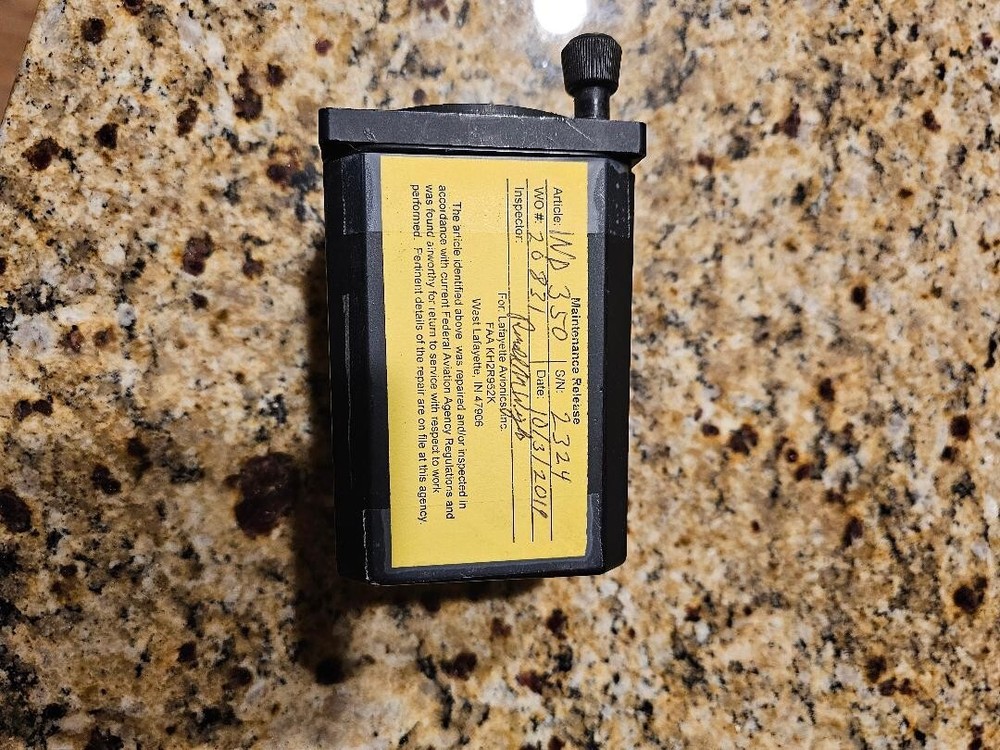 Maintenance Release
Article: IND 350 S/N: 2324
WO #: 26831 Date: 10/3/2018
Inspector:
For: Lafayette Avionics, Inc.
FAA KH2R952K
West Lafayette, IN 47906
The article identified above was repaired and/or inspected in
accordance with current Federal Aviation Agency Regulations and
was found airworthy for return to service with respect to work
performed. Pertinent details of the repair are on file at this agency.